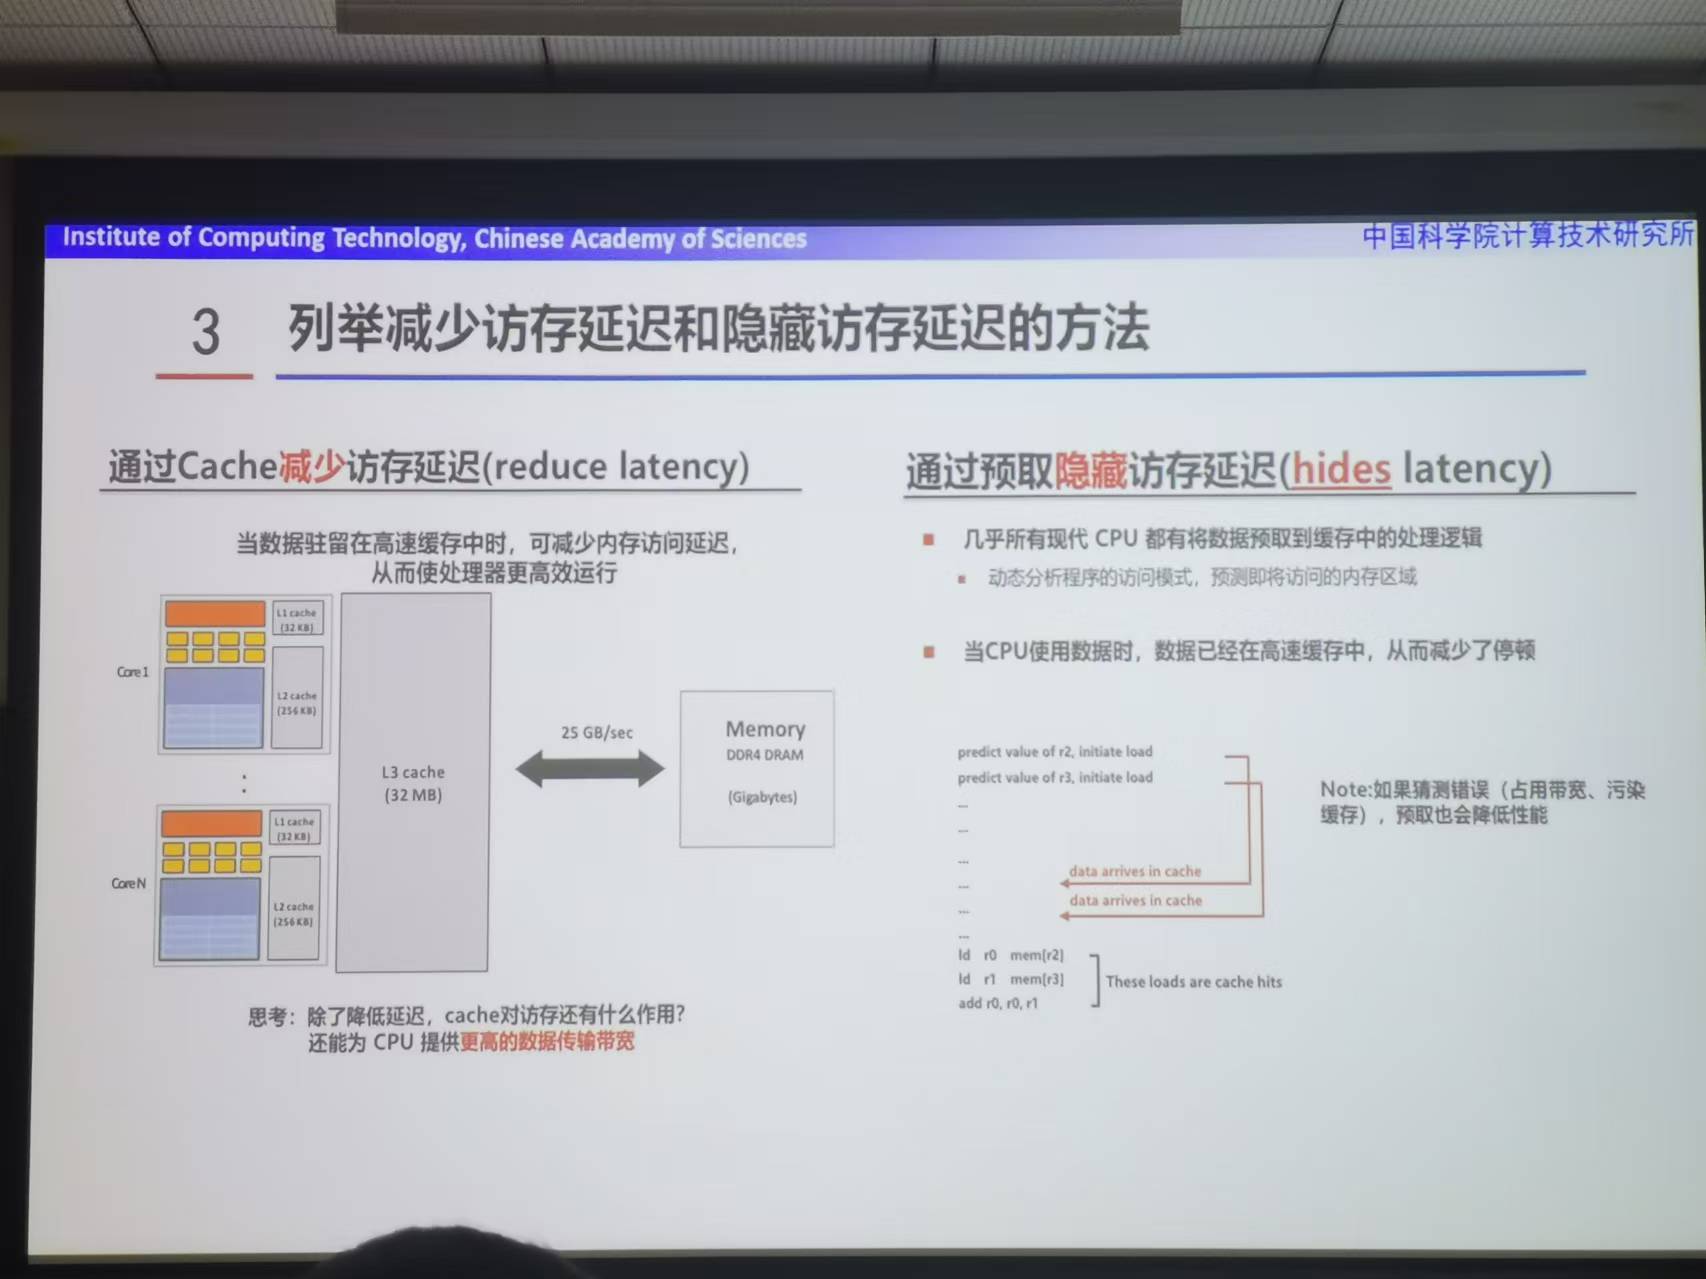 Institute of Computing Technology, Chinese Academy of Sciences
中国科学院计算技术研究所
3 列举减少访存延迟和隐藏访存延迟的方法
通过Cache减少访存延迟(reduce latency)
当数据驻留在高速缓存中时，可减少内存访问延迟，
从而使处理器更高效运行
Core 1
L1 cache
(32 KB)
L2 cache
(256 KB)
:
Core N
L1 cache
(32 KB)
L2 cache
(256 KB)
L3 cache
(32 MB)
25 GB/sec
Memory
DDR4 DRAM
(Gigabytes)
思考：除了降低延迟，cache对访存还有什么作用？
还能为 CPU 提供更高的数据传输带宽
通过预取隐藏访存延迟(hides latency)
几乎所有现代 CPU 都有将数据预取到缓存中的处理逻辑
动态分析程序的访问模式，预测即将访问的内存区域
当CPU使用数据时，数据已经在高速缓存中，从而减少了停顿
predict value of r2, initiate load
predict value of r3, initiate load
...
...
...
...
...
...
data arrives in cache
data arrives in cache
ld r0 mem[r2]
ld r1 mem[r3]
add r0, r0, r1
These loads are cache hits
Note:如果猜测错误（占用带宽、污染
缓存），预取也会降低性能